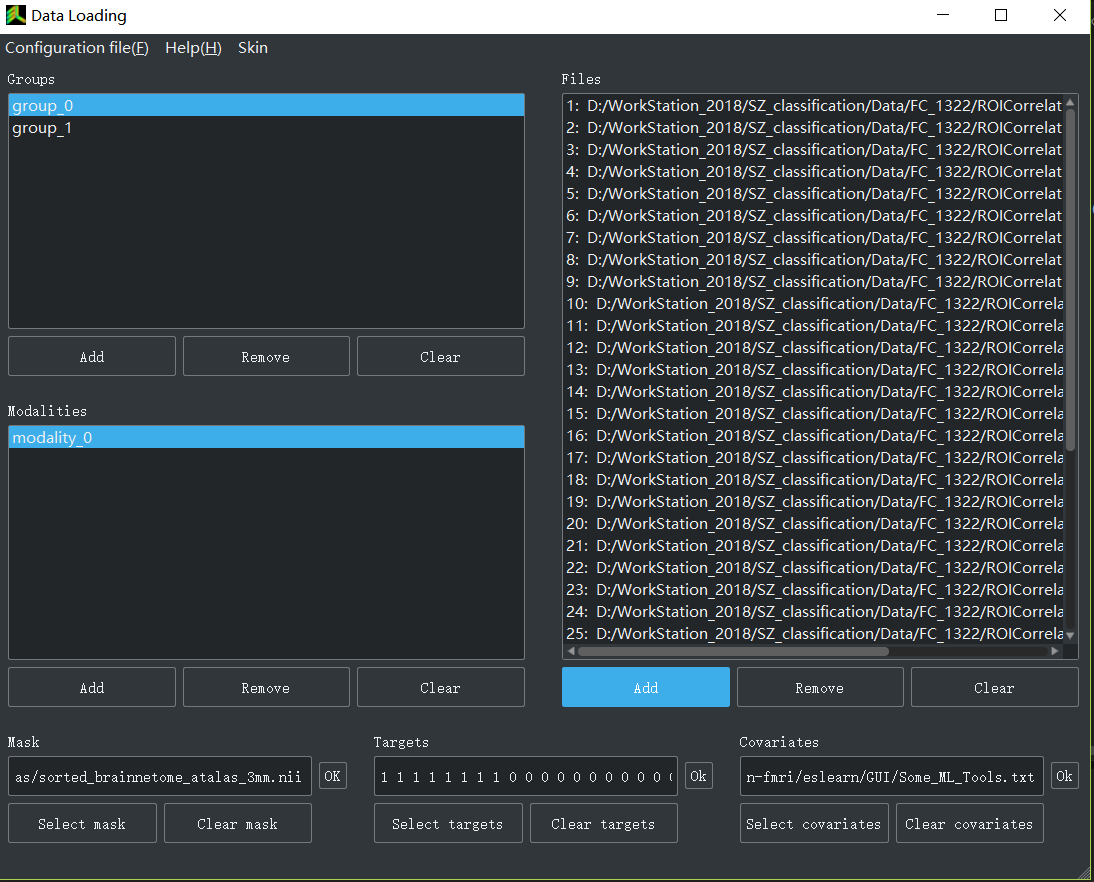 Data Loading
Configuration file(F) Help(H) Skin
Groups
group_0
group_1
Add Remove Clear
Modalities
modality_0
Add Remove Clear
Files
1: D:/WorkStation_2018/SZ_classification/Data/FC_1322/ROICorrelat
2: D:/WorkStation_2018/SZ_classification/Data/FC_1322/ROICorrelat
3: D:/WorkStation_2018/SZ_classification/Data/FC_1322/ROICorrelat
4: D:/WorkStation_2018/SZ_classification/Data/FC_1322/ROICorrelat
5: D:/WorkStation_2018/SZ_classification/Data/FC_1322/ROICorrelat
6: D:/WorkStation_2018/SZ_classification/Data/FC_1322/ROICorrelat
7: D:/WorkStation_2018/SZ_classification/Data/FC_1322/ROICorrelat
8: D:/WorkStation_2018/SZ_classification/Data/FC_1322/ROICorrelat
9: D:/WorkStation_2018/SZ_classification/Data/FC_1322/ROICorrelat
10: D:/WorkStation_2018/SZ_classification/Data/FC_1322/ROICorrela
11: D:/WorkStation_2018/SZ_classification/Data/FC_1322/ROICorrela
12: D:/WorkStation_2018/SZ_classification/Data/FC_1322/ROICorrela
13: D:/WorkStation_2018/SZ_classification/Data/FC_1322/ROICorrela
14: D:/WorkStation_2018/SZ_classification/Data/FC_1322/ROICorrela
15: D:/WorkStation_2018/SZ_classification/Data/FC_1322/ROICorrela
16: D:/WorkStation_2018/SZ_classification/Data/FC_1322/ROICorrela
17: D:/WorkStation_2018/SZ_classification/Data/FC_1322/ROICorrela
18: D:/WorkStation_2018/SZ_classification/Data/FC_1322/ROICorrela
19: D:/WorkStation_2018/SZ_classification/Data/FC_1322/ROICorrela
20: D:/WorkStation_2018/SZ_classification/Data/FC_1322/ROICorrela
21: D:/WorkStation_2018/SZ_classification/Data/FC_1322/ROICorrela
22: D:/WorkStation_2018/SZ_classification/Data/FC_1322/ROICorrela
23: D:/WorkStation_2018/SZ_classification/Data/FC_1322/ROICorrela
24: D:/WorkStation_2018/SZ_classification/Data/FC_1322/ROICorrela
25: D:/WorkStation_2018/SZ_classification/Data/FC_1322/ROICorrela
Add Remove Clear
Mask
as/sorted_brainnetome_atalas_3mm.nii OK
Select mask Clear mask
Targets
1 1 1 1 1 1 1 1 0 0 0 0 0 0 0 0 0 0 Ok
Select targets Clear targets
Covariates
n-fmri/eslearn/GUI/Some_ML_Tools.txt Ok
Select covariates Clear covariates